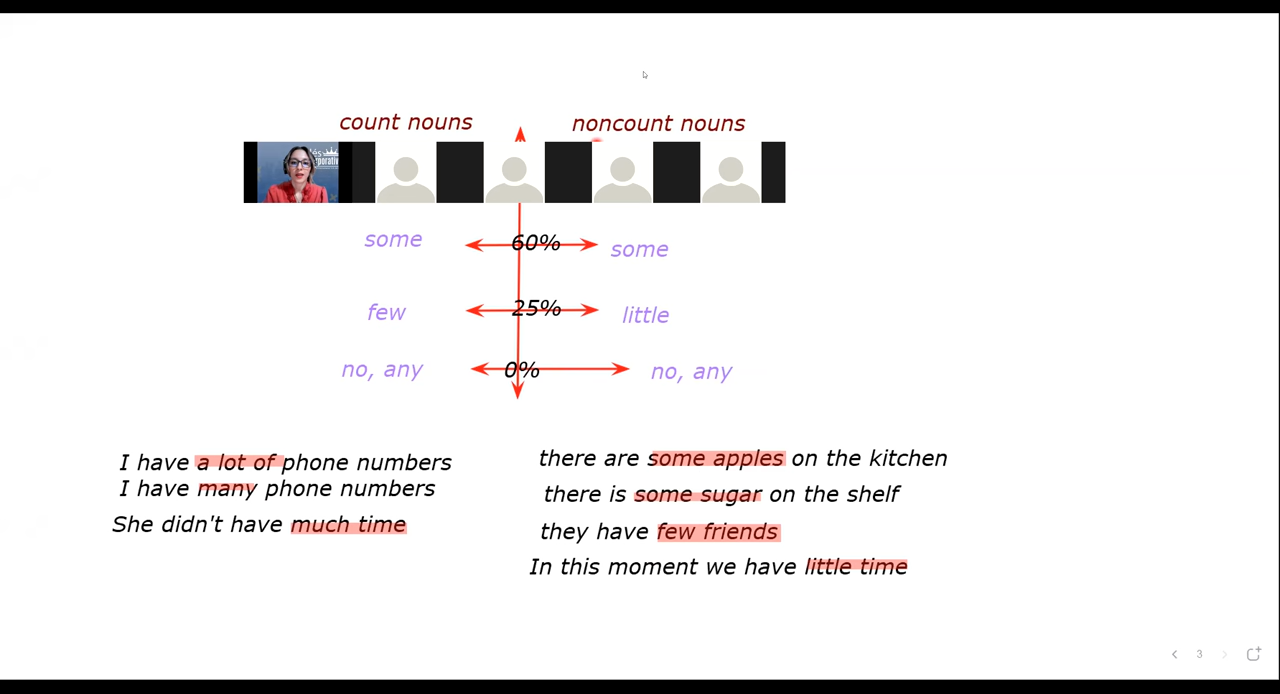 count nouns
noncount nouns
some
60%
some
few
25%
little
no, any
0%
no, any
I have a lot of phone numbers
I have many phone numbers
She didn't have much time
there are some apples on the kitchen
there is some sugar on the shelf
they have few friends
In this moment we have little time
3